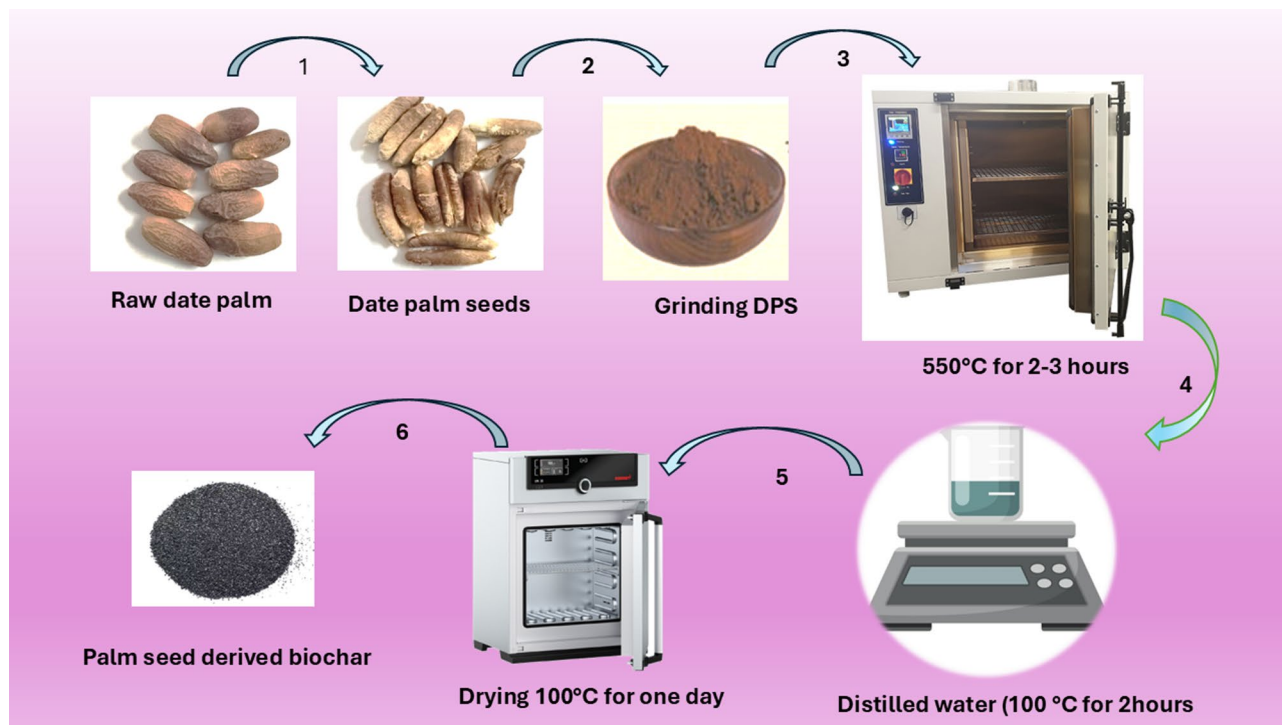 1
2
3
Raw date palm
Date palm seeds
Grinding DPS
550°C for 2-3 hours
4
5
6
Palm seed derived biochar
Drying 100°C for one day
Distilled water (100 °C for 2hours